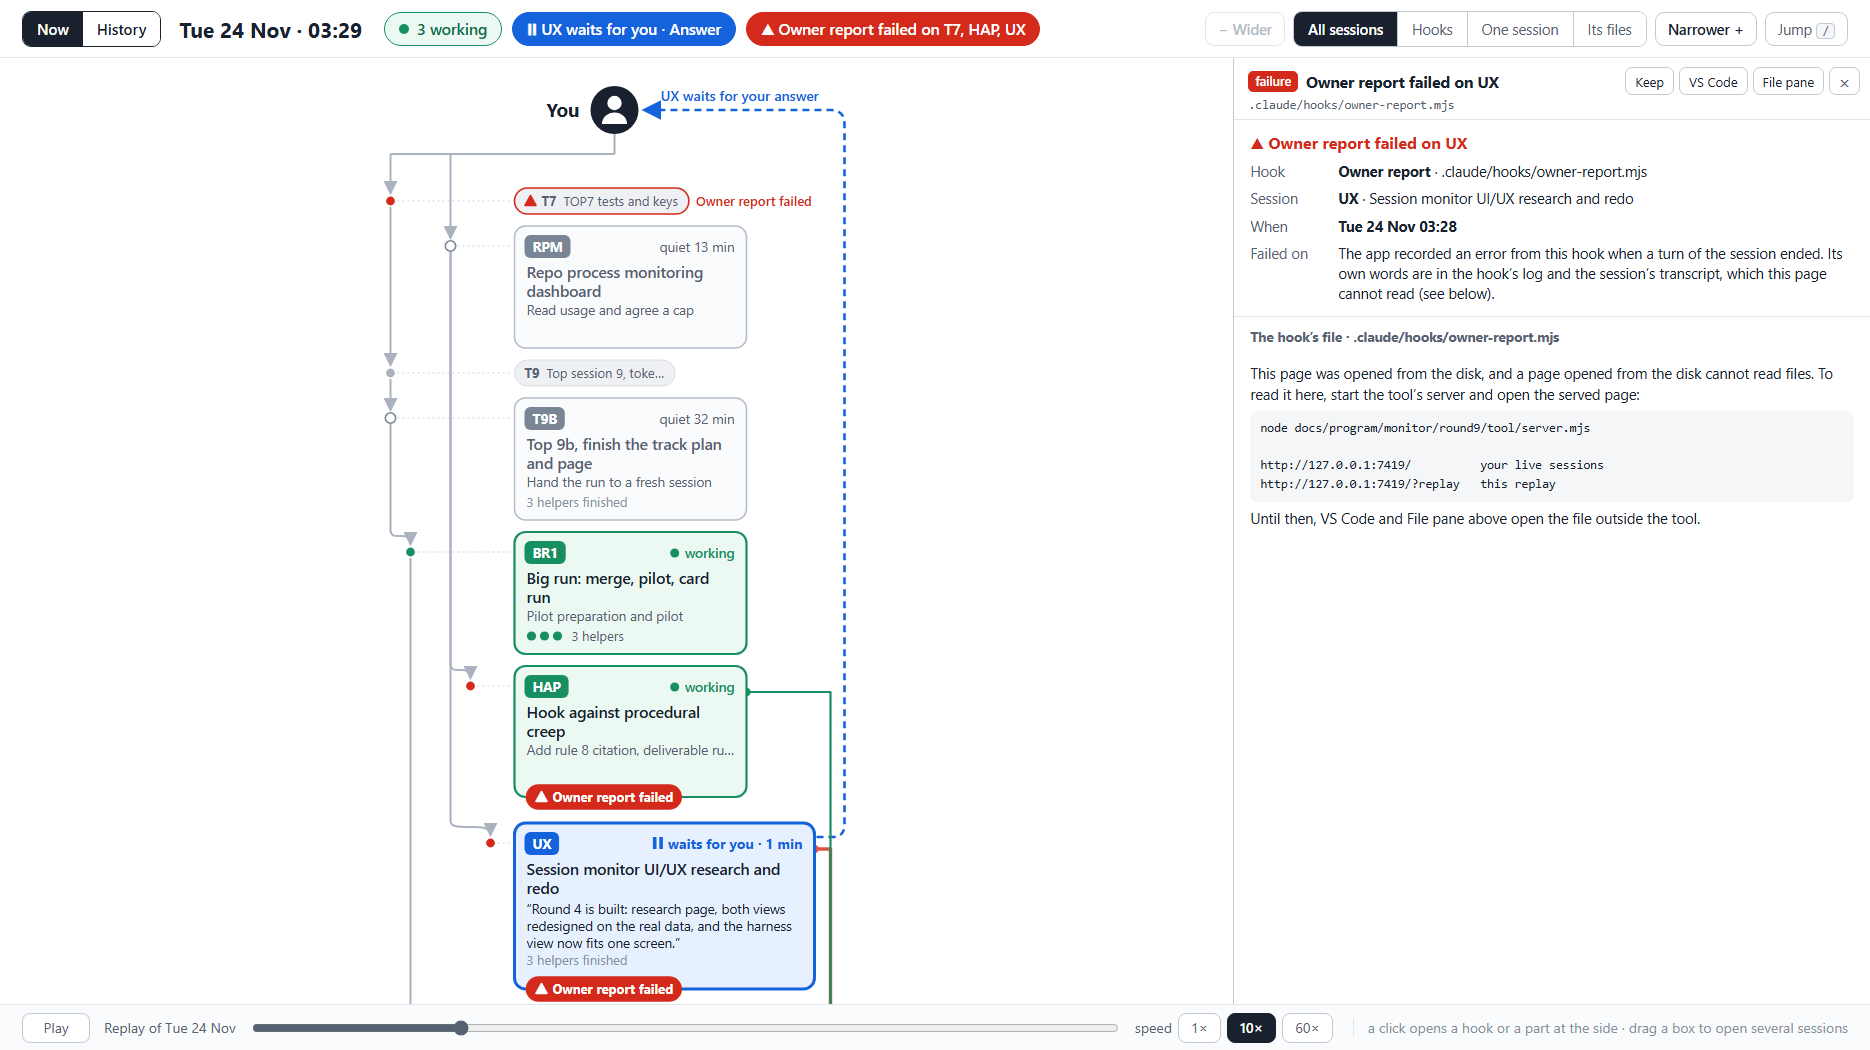 Now History Tue 24 Nov · 03:29 3 working UX waits for you · Answer Owner report failed on T7, HAP, UX − Wider All sessions Hooks One session Its files Narrower + Jump /
UX waits for your answer
You
T7 TOP7 tests and keys Owner report failed
RPM quiet 13 min
Repo process monitoring
dashboard
Read usage and agree a cap
T9 Top session 9, toke...
T9B quiet 32 min
Top 9b, finish the track plan
and page
Hand the run to a fresh session
3 helpers finished
BR1 working
Big run: merge, pilot, card
run
Pilot preparation and pilot
3 helpers
HAP working
Hook against procedural
creep
Add rule 8 citation, deliverable ru...
Owner report failed
UX waits for you · 1 min
Session monitor UI/UX research and
redo
“Round 4 is built: research page, both views
redesigned on the real data, and the harness
view now fits one screen.”
3 helpers finished
Owner report failed
failure Owner report failed on UX Keep VS Code File pane ×
.claude/hooks/owner-report.mjs
Owner report failed on UX
Hook Owner report · .claude/hooks/owner-report.mjs
Session UX · Session monitor UI/UX research and redo
When Tue 24 Nov 03:28
Failed on The app recorded an error from this hook when a turn of the session ended. Its
own words are in the hook’s log and the session’s transcript, which this page
cannot read (see below).
The hook’s file · .claude/hooks/owner-report.mjs
This page was opened from the disk, and a page opened from the disk cannot read files. To
read it here, start the tool’s server and open the served page:
node docs/program/monitor/round9/tool/server.mjs
http://127.0.0.1:7419/ your live sessions
http://127.0.0.1:7419/?replay this replay
Until then, VS Code and File pane above open the file outside the tool.
Play Replay of Tue 24 Nov speed 1× 10× 60× a click opens a hook or a part at the side · drag a box to open several sessions